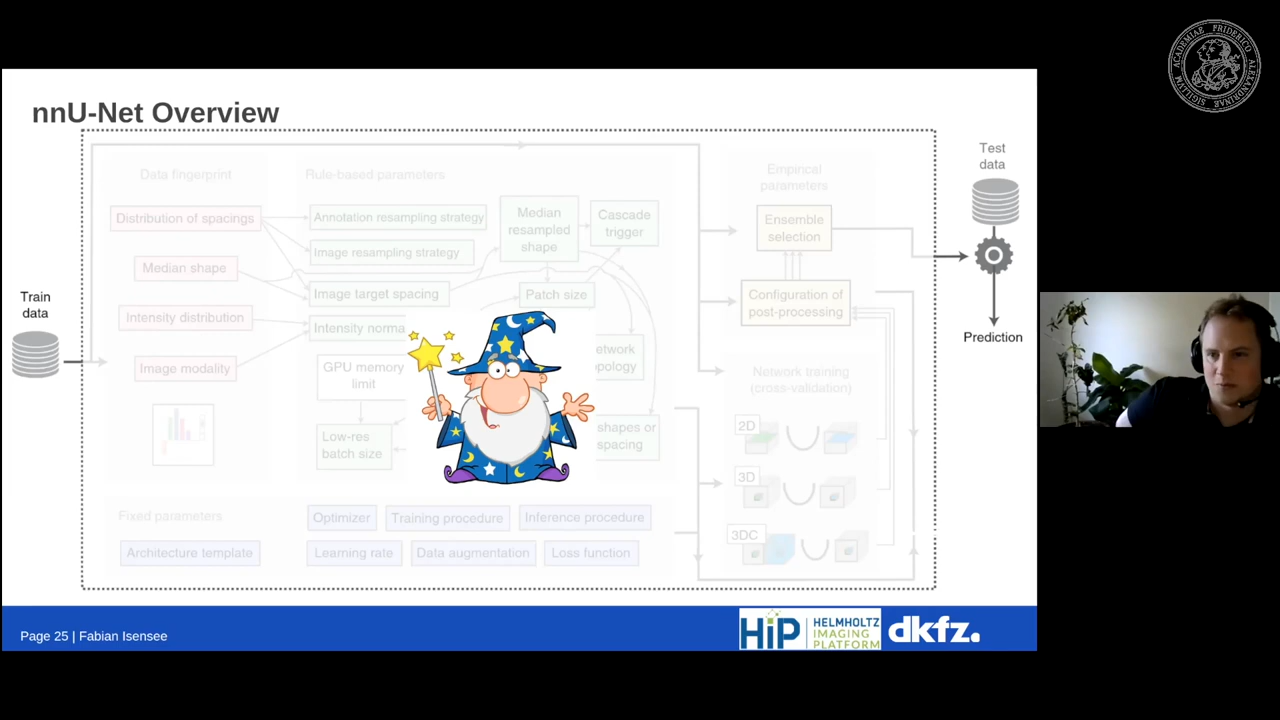 nnU-Net Overview
Data fingerprint
Rule-based parameters
Empirical
parameters
Test
data
Distribution of spacings
Annotation resampling strategy
Median
resampled
shape
Cascade
trigger
Ensemble
selection
Image resampling strategy
Median shape
Image target spacing
Patch size
Configuration of
post-processing
Train
data
Intensity distribution
Intensity norma
Prediction
etwork
opology
Image modality
GPU memory
limit
Network training
(cross-validation)
2D
Low-res
batch size
shapes or
spacing
3D
Fixed parameters
Optimizer
Training procedure
Inference procedure
3DC
Architecture template
Learning rate
Data augmentation
Loss function
Page 25 | Fabian Isensee
HiP
HELMHOLTZ
IMAGING
PLATFORM
dkfz.
ACADEMIAE FRIDERICO ALEXANDRINAE SIGILLUM